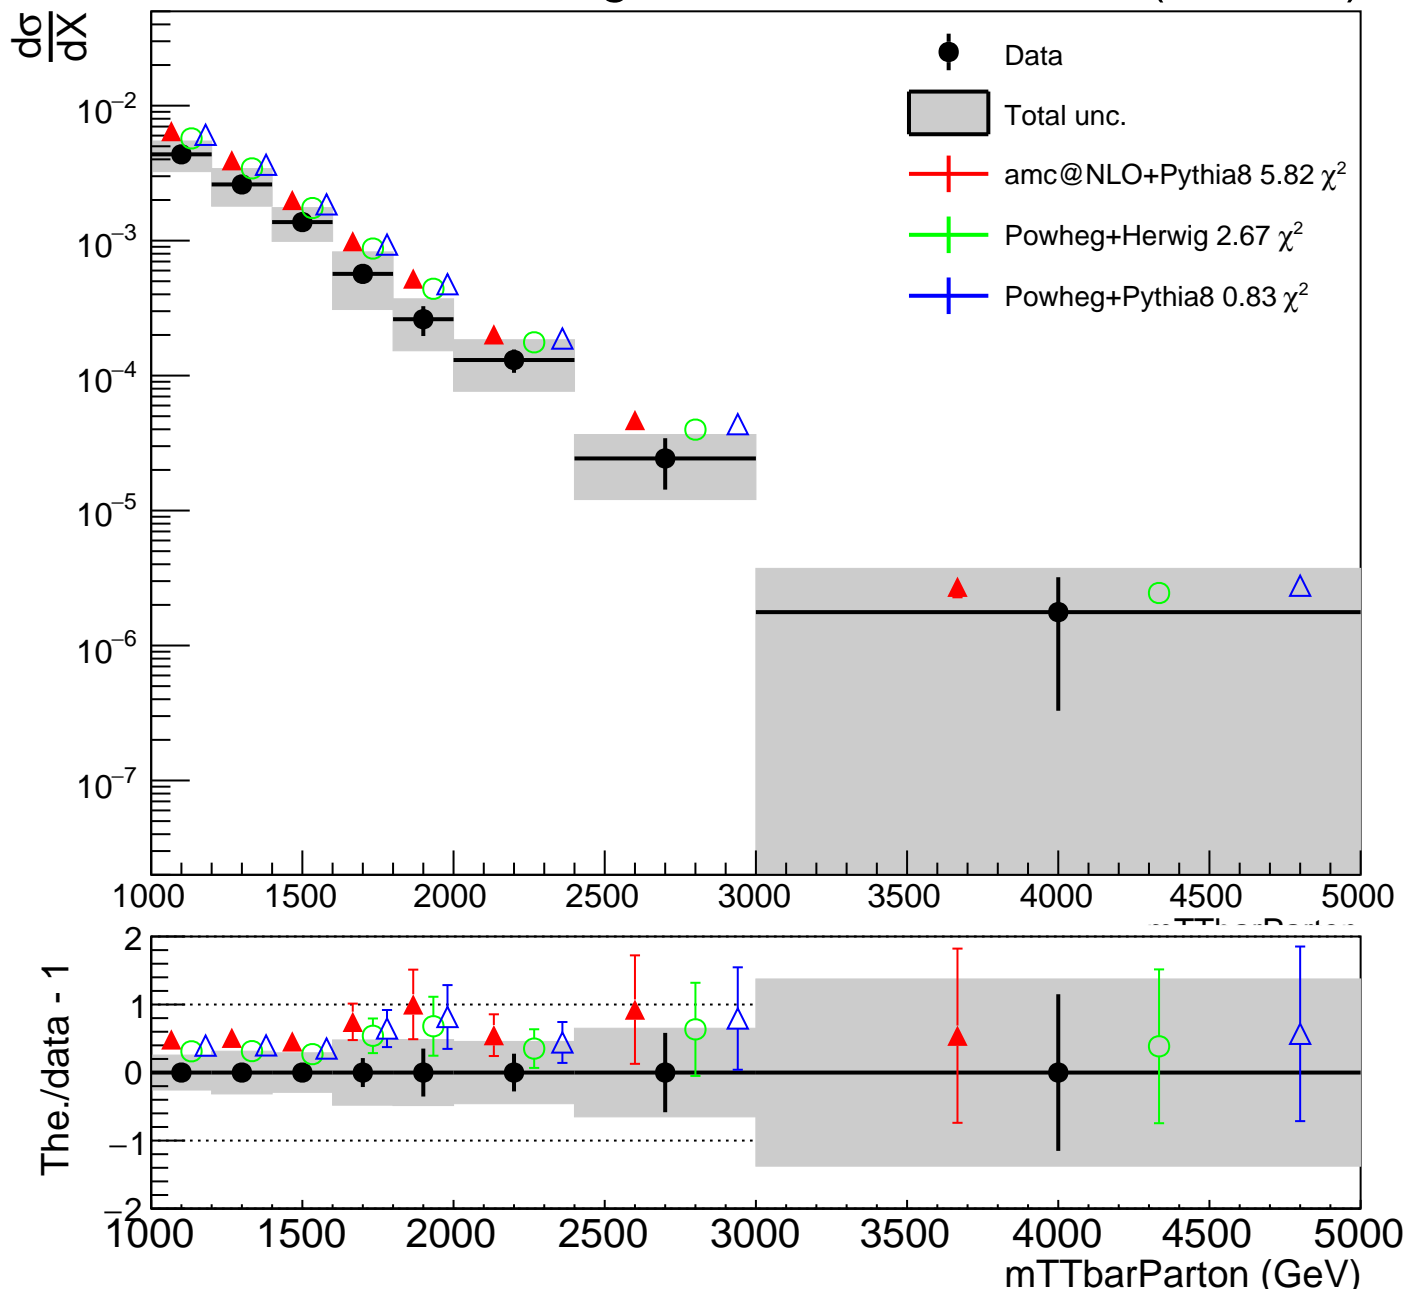 dσ
dX
Data
Total unc.
amc@NLO+Pythia8 5.82 χ²
Powheg+Herwig 2.67 χ²
Powheg+Pythia8 0.83 χ²
10⁻²
10⁻³
10⁻⁴
10⁻⁵
10⁻⁶
10⁻⁷
1000 1500 2000 2500 3000 3500 4000 4500 5000
mTTbarParton
The./data - 1
2
1
0
−1
−2
1000 1500 2000 2500 3000 3500 4000 4500 5000
mTTbarParton (GeV)